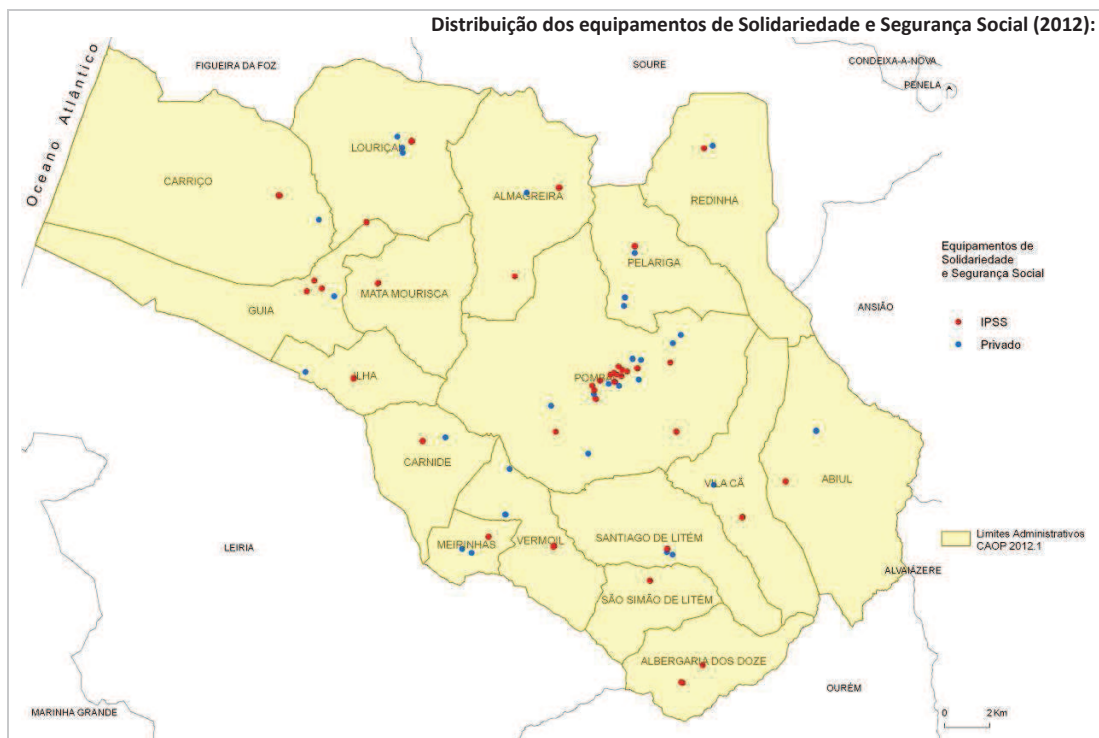 Distribuição dos equipamentos de Solidariedade e Segurança Social (2012):
FIGUEIRA DA FOZ
SOURE
CONDEIXA-A-NOVA
PENELA
Oceano Atlântico
LOURIÇAL
CARRIÇO
ALMAGREIRA
REDINHA
PELARIGA
Equipamentos de
Solidariedade
e Segurança Social
MATA MOURISCA
GUIA
ANSIÃO
IPSS
Privado
ILHA
POMBAL
CARNIDE
VILA CÃ
ABIUL
LEIRIA
MEIRINHAS
VERMOIL
SANTIAGO DE LITÉM
Limites Administrativos
CAOP 2012.1
ALVAIÁZERE
SÃO SIMÃO DE LITÉM
ALBERGARIA DOS DOZE
OURÉM
MARINHA GRANDE
0 2 Km